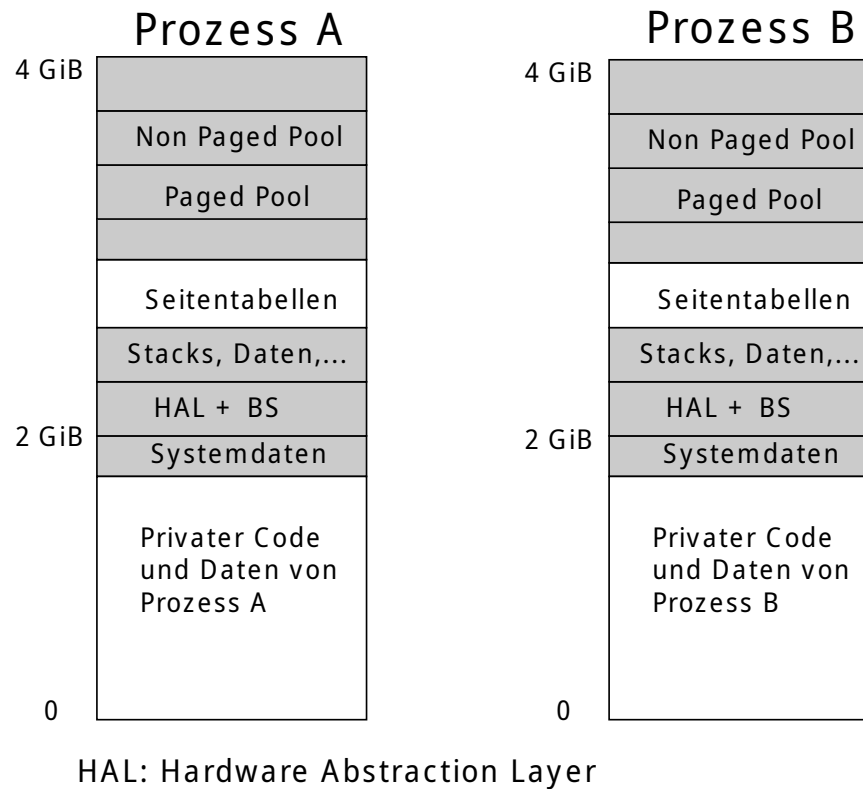 Prozess A
4 GiB
Non Paged Pool
Paged Pool
Seitentabellen
Stacks, Daten,...
HAL + BS
2 GiB
Systemdaten
Privater Code
und Daten von
Prozess A
0
Prozess B
4 GiB
Non Paged Pool
Paged Pool
Seitentabellen
Stacks, Daten,...
HAL + BS
2 GiB
Systemdaten
Privater Code
und Daten von
Prozess B
0
HAL: Hardware Abstraction Layer